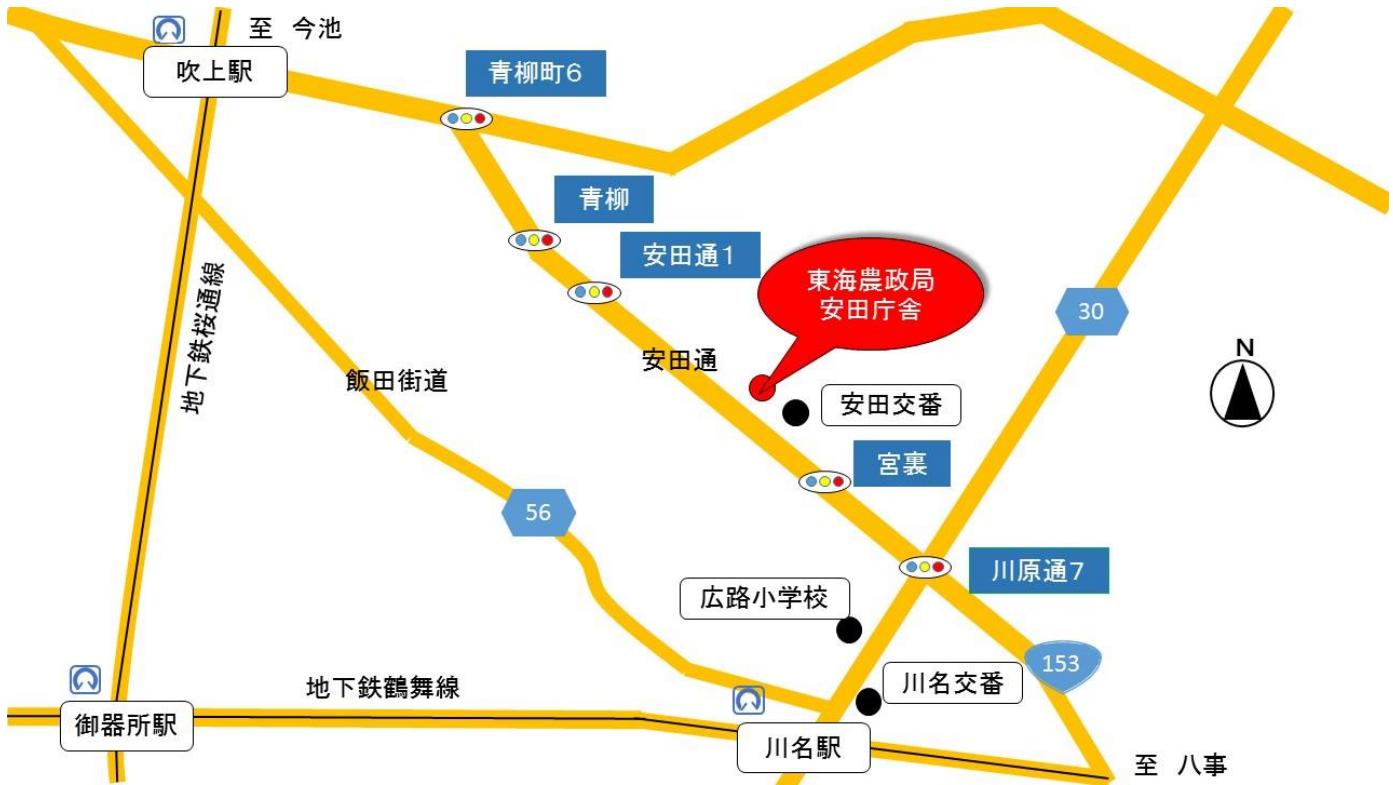 至　今池
吹上駅
青柳町6
青柳
安田通1
東海農政局
安田庁舎
30
地下鉄桜通線
安田通
N
飯田街道
安田交番
宮裏
56
川原通7
広路小学校
153
地下鉄鶴舞線
川名交番
御器所駅
川名駅
至　八事